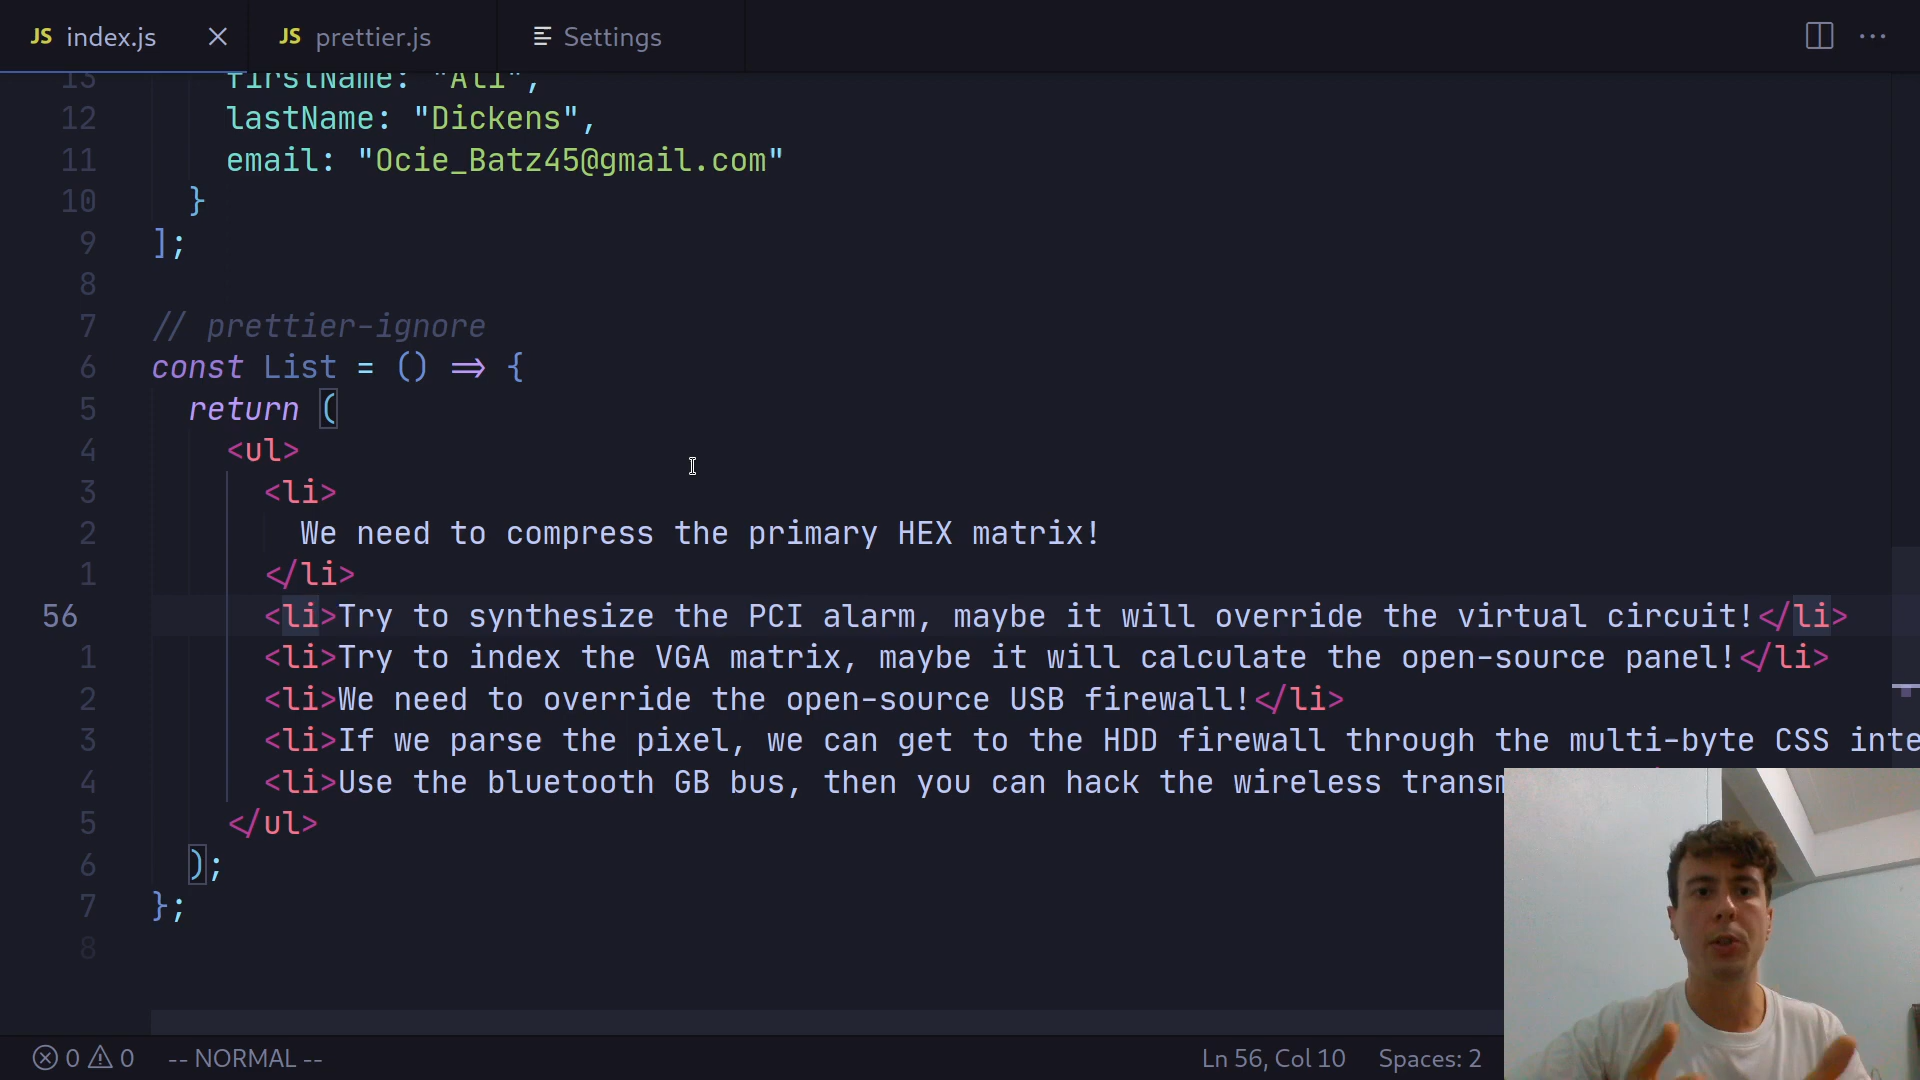 JS index.js
JS prettier.js
Settings
13 firstName: "Ali",
12 lastName: "Dickens",
11 email: "Ocie_Batz45@gmail.com"
10 }
9 ];
8
7 // prettier-ignore
6 const List = () => {
5 return (
4 <ul>
3 <li>
2 We need to compress the primary HEX matrix!
1 </li>
56 <li>Try to synthesize the PCI alarm, maybe it will override the virtual circuit!</li>
1 <li>Try to index the VGA matrix, maybe it will calculate the open-source panel!</li>
2 <li>We need to override the open-source USB firewall!</li>
3 <li>If we parse the pixel, we can get to the HDD firewall through the multi-byte CSS inte
4 <li>Use the bluetooth GB bus, then you can hack the wireless transm
5 </ul>
6 );
7 };
8
0 0 -- NORMAL --
Ln 56, Col 10 Spaces: 2